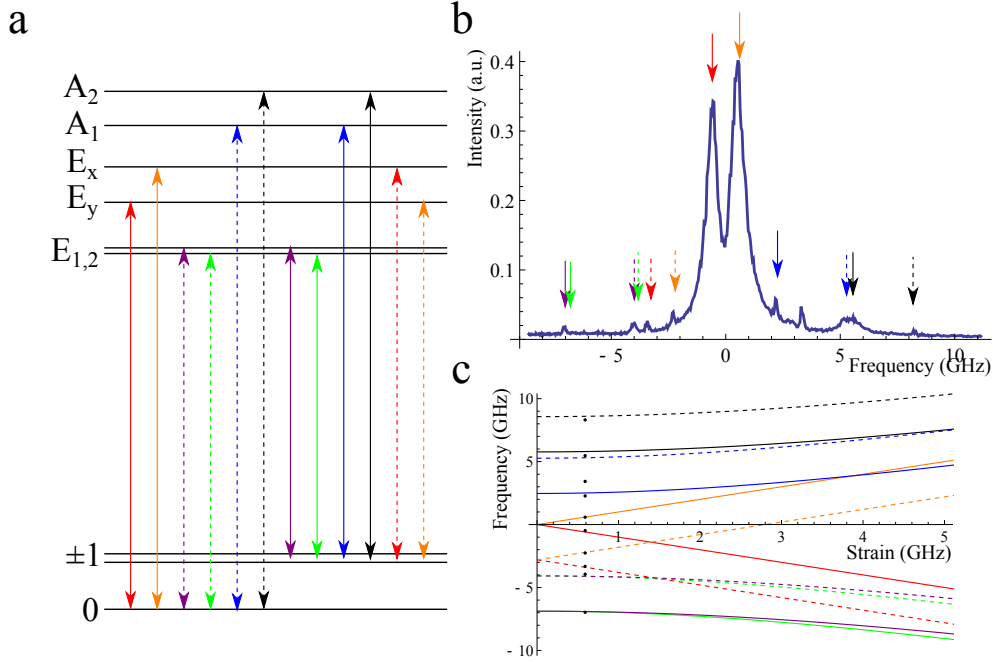 a
A2
A1
Ex
Ey
E1,2
±1
0
b
Intensity (a.u.)
0.4
0.3
0.2
0.1
- 5
0
5
10
Frequency (GHz)
c
Frequency (GHz)
10
5
0
-5
- 10
1
2
3
4
5
Strain (GHz)